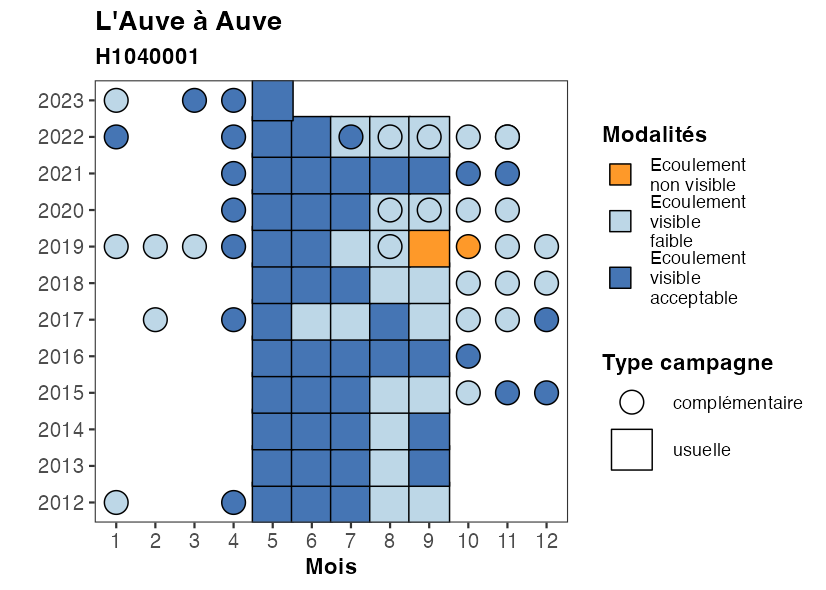 L'Auve à Auve
H1040001
2023
2022
2021
2020
2019
2018
2017
2016
2015
2014
2013
2012
1 2 3 4 5 6 7 8 9 10 11 12
Mois
Modalités
Ecoulement
non visible
Ecoulement
visible
faible
Ecoulement
visible
acceptable
Type campagne
complémentaire
usuelle